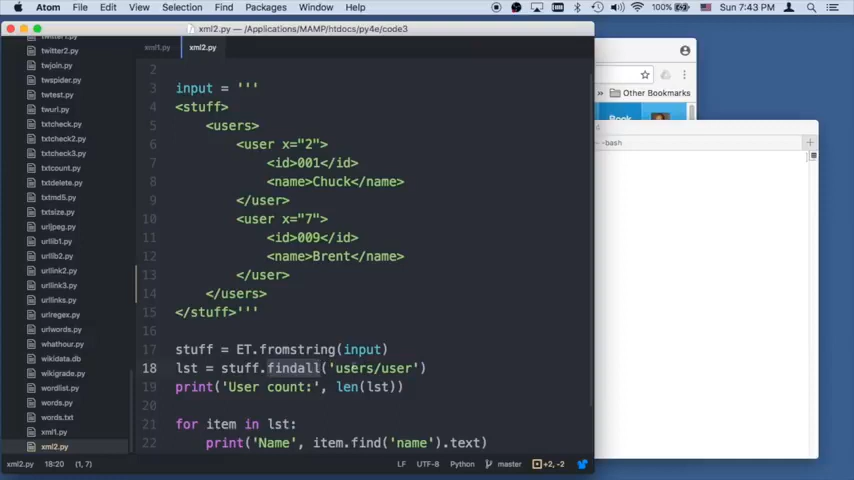 Atom File Edit View Selection Find Packages Window Help 100% Sun 7:43 PM
xml2.py — /Applications/MAMP/htdocs/py4e/code3
twitter1.py
twitter2.py
twjoin.py
twspider.py
twtest.py
twurl.py
txtcheck.py
txtcheck2.py
txtcheck3.py
txtcount.py
txtdelete.py
txtmd5.py
txtsize.py
urljpeg.py
urllib1.py
urllib2.py
urllink2.py
urllink3.py
urllinks.py
urlregex.py
urlwords.py
whathour.py
wikidata.db
wikigrade.py
wordlist.py
words.py
words.txt
xml1.py
xml2.py
xml1.py xml2.py
2
3 input = '''
4 <stuff>
5 <users>
6 <user x="2">
7 <id>001</id>
8 <name>Chuck</name>
9 </user>
10 <user x="7">
11 <id>009</id>
12 <name>Brent</name>
13 </user>
14 </users>
15 </stuff>'''
16
17 stuff = ET.fromstring(input)
18 lst = stuff.findall('users/user')
19 print('User count:', len(lst))
20
21 for item in lst:
22 print('Name', item.find('name').text)
xml2.py 18:20 (1, 7) LF UTF-8 Python master +2, -2
» Other Bookmarks
Book
-bash